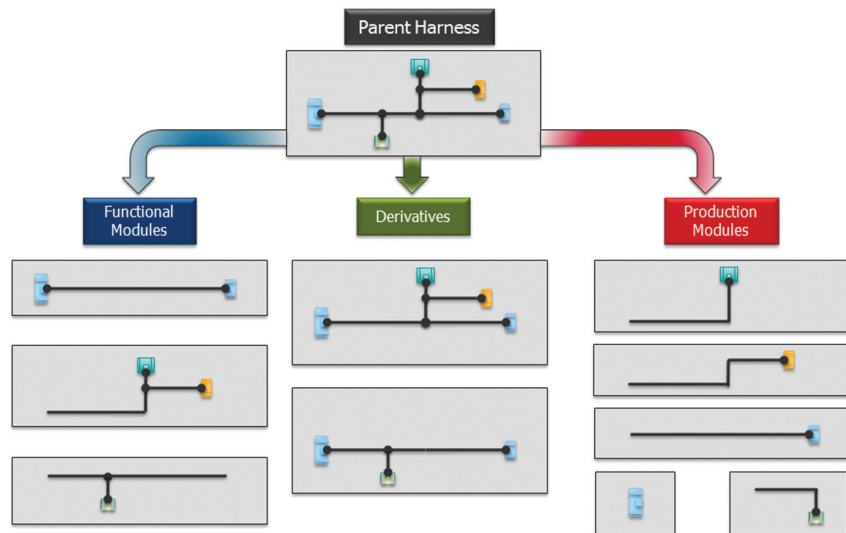 Parent Harness
Functional
Modules
Derivatives
Production
Modules